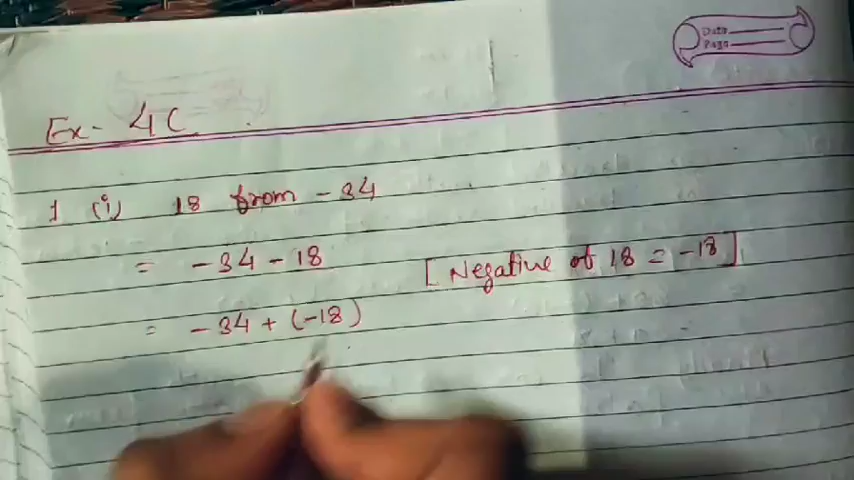 Date
Page
Ex- 4C
1 (i) 18 from -34
= -34 - 18 [Negative of 18 = -18]
= -34 + (-18)